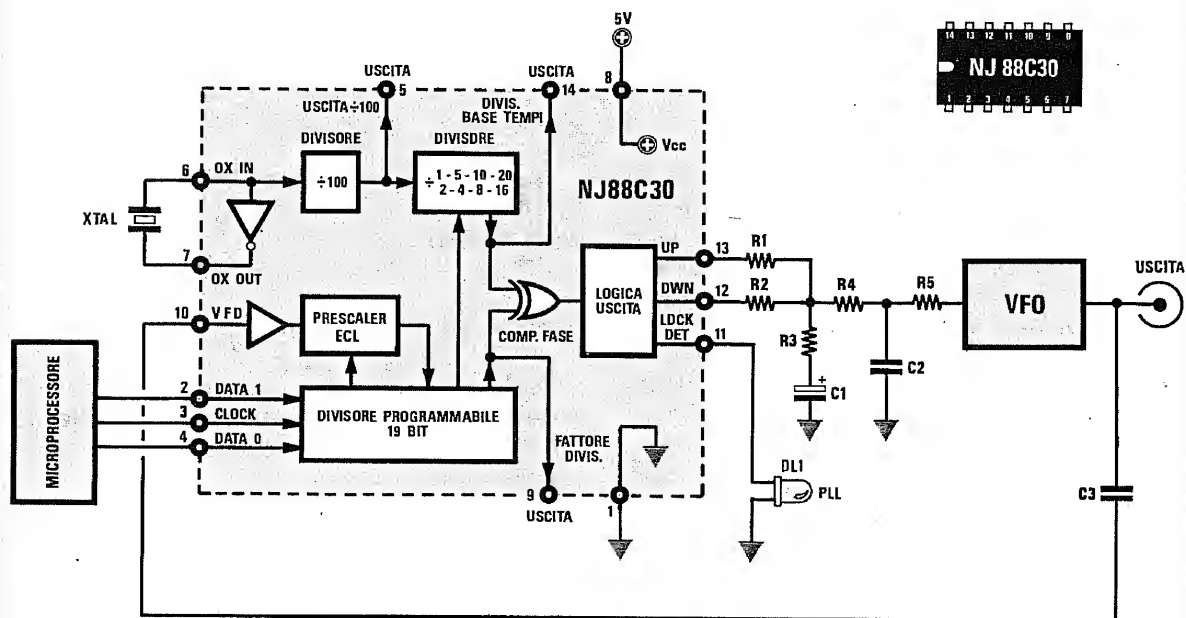 5V
14 13 12 11 10 9 8
NJ 88C30
1 2 3 4 5 6 7
USCITA
5
USCITA
14
8
USCITA÷100
DIVIS.
BASE TEMPI
Vcc
DIVISORE
÷100
DIVISDRE
÷ 1 - 5 - 10 - 20
2 - 4 - 8 - 16
NJ88C30
6
OX IN
XTAL
7
OX OUT
UP
13
R1
LOGICA
USCITA
DWN
12
R2
R4
R5
VFO
USCITA
LDCK
DET
11
COMP. FASE
10
VFD
PRESCALER
ECL
R3
C1
+
C2
MICROPROCESSORE
2
DATA 1
3
CLOCK
4
DATA 0
DIVISORE PROGRAMMABILE
19 BIT
FATTORE
DIVIS.
9
USCITA
1
DL1
PLL
C3